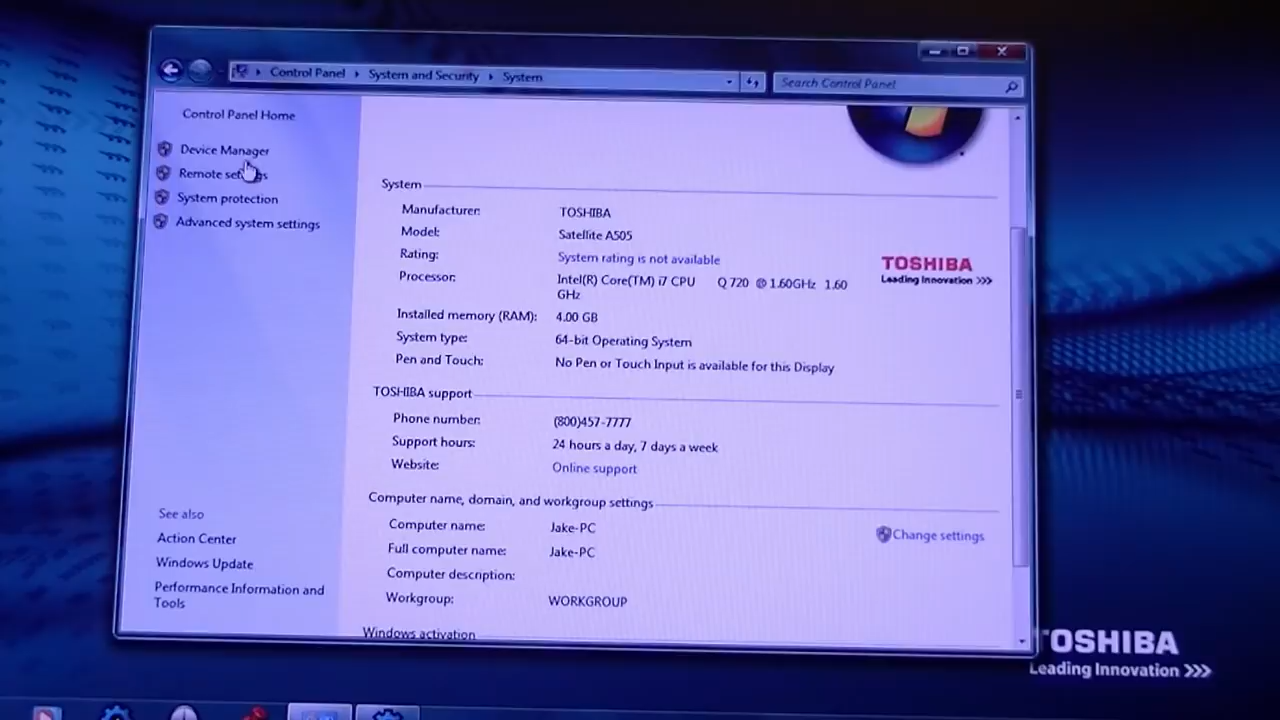 Control Panel System and Security System
Search Control Panel
Control Panel Home
Device Manager
Remote settings
System protection
Advanced system settings
See also
Action Center
Windows Update
Performance Information and
Tools
System
Manufacturer: TOSHIBA
Model: Satellite A505
Rating: System rating is not available
Processor: Intel(R) Core(TM) i7 CPU Q 720 @ 1.60GHz 1.60
GHz
Installed memory (RAM): 4.00 GB
System type: 64-bit Operating System
Pen and Touch: No Pen or Touch Input is available for this Display
TOSHIBA
Leading Innovation >>>
TOSHIBA support
Phone number: (800)457-7777
Support hours: 24 hours a day, 7 days a week
Website: Online support
Computer name, domain, and workgroup settings
Computer name: Jake-PC
Change settings
Full computer name: Jake-PC
Computer description:
Workgroup: WORKGROUP
Windows activation
TOSHIBA
Leading Innovation >>>